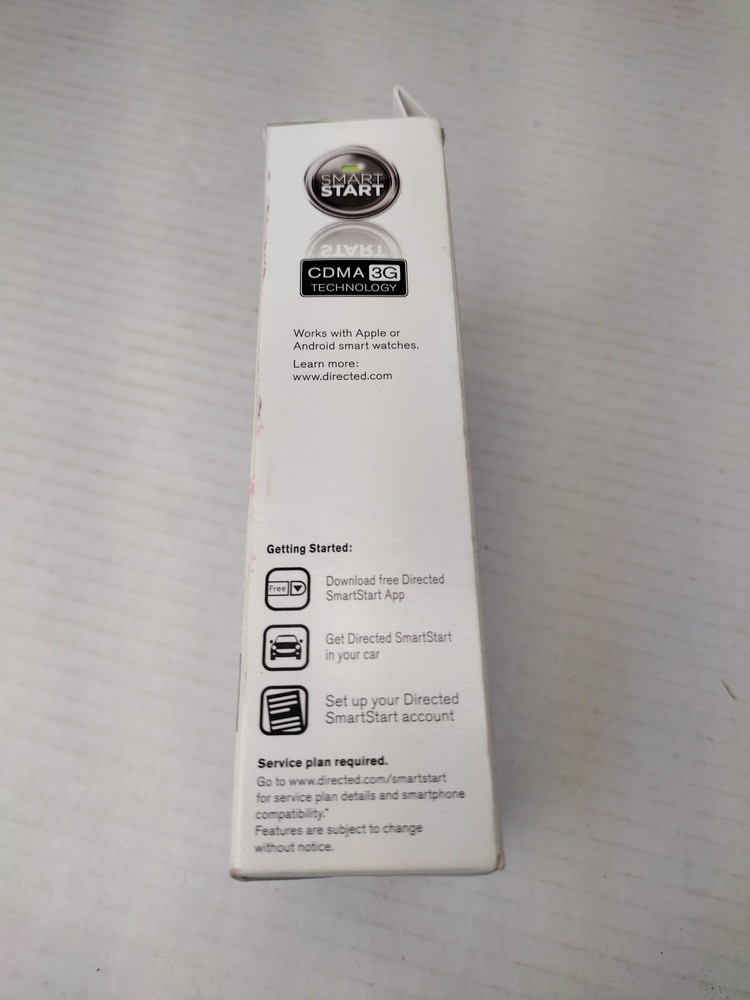 SMART
START
START
CDMA 3G
TECHNOLOGY
Works with Apple or
Android smart watches.
Learn more:
www.directed.com
Getting Started:
Free
Download free Directed
SmartStart App
Get Directed SmartStart
in your car
Set up your Directed
SmartStart account
Service plan required.
Go to www.directed.com/smartstart
for service plan details and smartphone
compatibility.*
Features are subject to change
without notice.